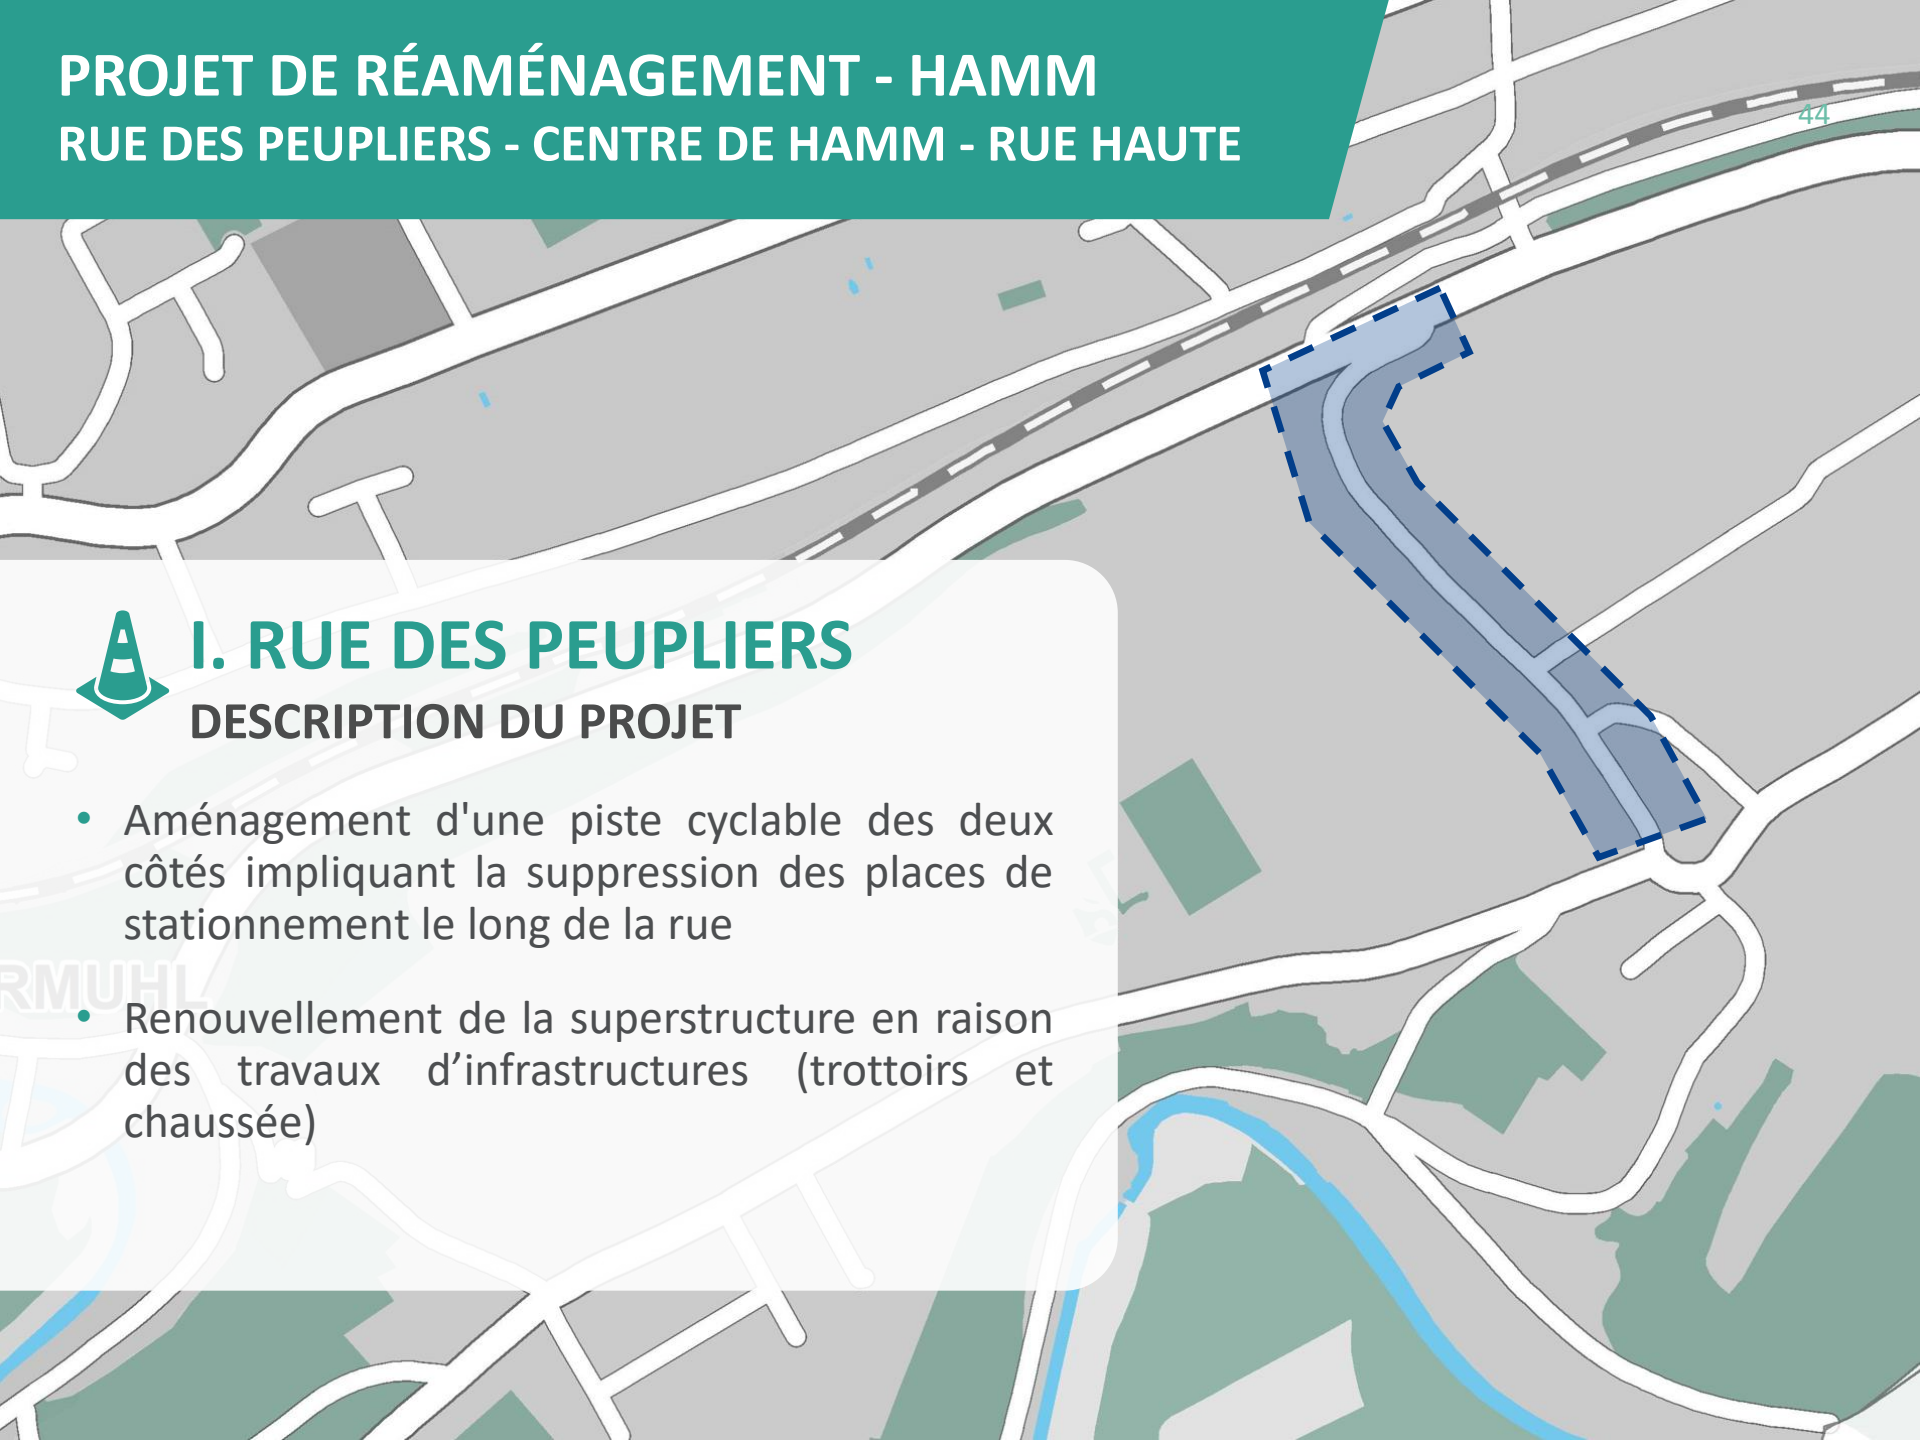 PROJET DE RÉAMÉNAGEMENT - HAMM
RUE DES PEUPLIERS - CENTRE DE HAMM - RUE HAUTE
44
I. RUE DES PEUPLIERS
DESCRIPTION DU PROJET
• Aménagement d'une piste cyclable des deux
côtés impliquant la suppression des places de
stationnement le long de la rue
RMUHL
• Renouvellement de la superstructure en raison
des travaux d’infrastructures (trottoirs et
chaussée)